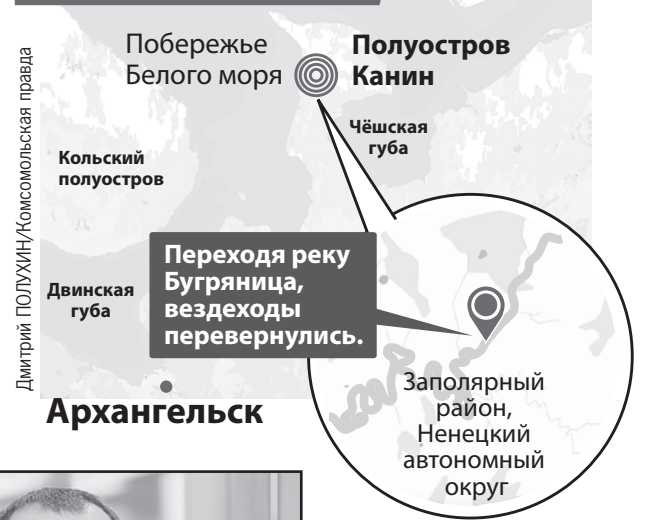 Побережье
Белого моря
Полуостров
Канин
Чёшская
губа
Кольский
полуостров
Переходя реку
Бугряница,
вездеходы
перевернулись.
Двинская
губа
Архангельск
Заполярный
район,
Ненецкий
автономный
округ
Дмитрий ПОЛУХИН/Комсомольская правда